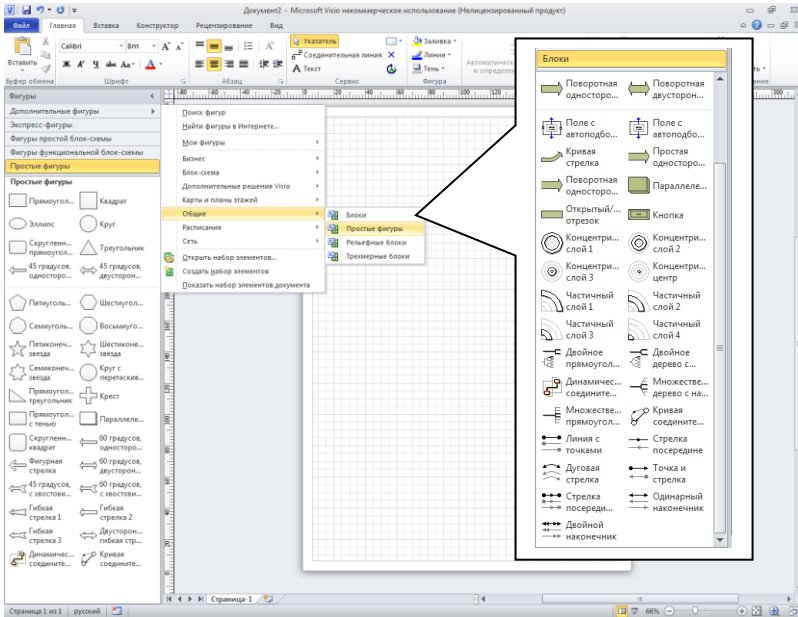 Документ2 - Microsoft Visio некоммерческое использование (Нелицензированный продукт)
Файл Главная Вставка Конструктор Рецензирование Вид
Вставить
Calibri 8пт
Ж К Ч abc Aa A
Указатель
Соединительная линия
А Текст
Заливка
Линия
Тень
Автоматическ
и определен
Буфер обмена Шрифт Абзац Сервис Фигура
Фигуры
Дополнительные фигуры
Экспресс-фигуры
Фигуры простой блок-схемы
Фигуры функциональной блок-схемы
Простые фигуры
Простые фигуры
Прямоугол... Квадрат
Эллипс Круг
Скругленн... прямоугол... Треугольник
45 градусов, односторо... 45 градусов, двусторон...
Пятиуголь... Шестиугол...
Семиуголь... Восьмиуго...
Пятиконеч... звезда Шестиконе... звезда
Семиконеч... звезда Круг с перетаскив...
Прямоугол... треугольник Крест
Прямоугол... с тенью Параллеле...
Скругленн... квадрат 60 градусов, односторо...
Фигурная стрелка 60 градусов, двусторон...
45 градусов, с хвостови... 60 градусов, с хвостови...
Гибкая стрелка 1 Гибкая стрелка 2
Гибкая стрелка 3 Двусторон... гибкая стр...
Динамичес... соедините... Кривая соедините...
Поиск фигур
Найти фигуры в Интернете...
Мои фигуры
Бизнес
Блок-схема
Дополнительные решения Visio
Карты и планы этажей
Общие
Расписания
Сеть
Открыть набор элементов...
Создать набор элементов
Показать набор элементов документа
Блоки
Простые фигуры
Рельефные блоки
Трехмерные блоки
Блоки
Поворотная односторо... Поворотная двусторон...
Поле с автоподбо... Поле с автоподбо...
Кривая стрелка Простая односторо...
Поворотная односторо... Параллеле...
Открытый/... отрезок Кнопка
Концентри... слой 1 Концентри... слой 2
Концентри... слой 3 Концентри... центр
Частичный слой 1 Частичный слой 2
Частичный слой 3 Частичный слой 4
Двойное прямоугол... Двойное дерево с...
Динамичес... соедините... Множестве... дерево с на...
Множестве... прямоугол... Кривая соедините...
Линия с точками Стрелка посередине
Дуговая стрелка Точка и стрелка
Стрелка посереди... Одинарный наконечник
Двойной наконечник
Страница-1
Страница 1 из 1 русский 66%